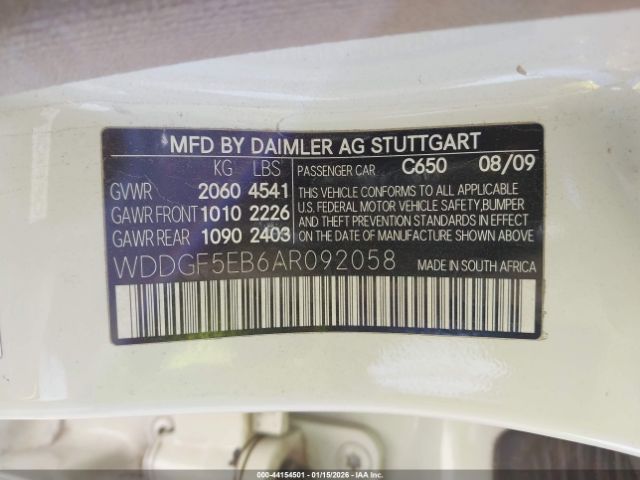 MFD BY DAIMLER AG STUTTGART
KG LBS
GVWR 2060 4541
GAWR FRONT 1010 2226
GAWR REAR 1090 2403
PASSENGER CAR C650 08/09
THIS VEHICLE CONFORMS TO ALL APPLICABLE
U.S. FEDERAL MOTOR VEHICLE SAFETY,BUMPER
AND THEFT PREVENTION STANDARDS IN EFFECT
ON THE DATE OF MANUFACTURE SHOWN ABOVE.
WDDGF5EB6AR092058 MADE IN SOUTH AFRICA
000-44154501 - 01/15/2026 - IAAI.COM